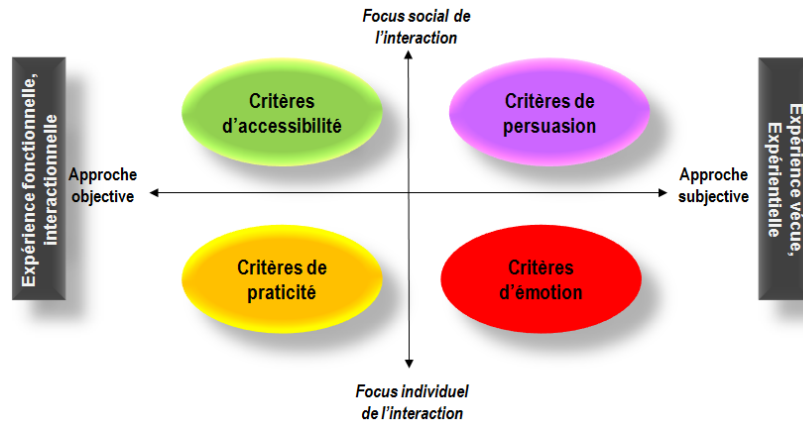 Focus social de
l'interaction
Expérience fonctionnelle,
interactionnelle
Critères
d'accessibilité
Critères de
persuasion
Expérience vécue,
Expérientielle
Approche
objective
Approche
subjective
Critères de
praticité
Critères
d'émotion
Focus individuel
de l'interaction